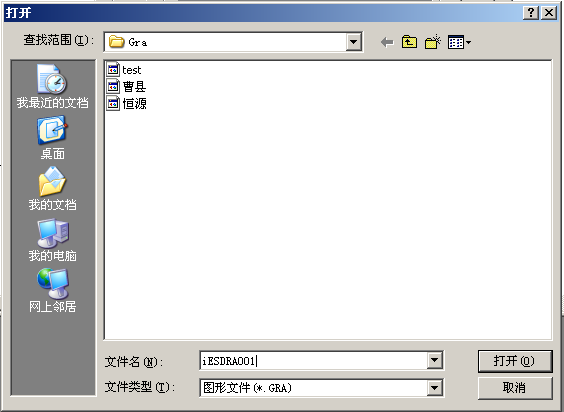 打开
查找范围(I):
Gra
test
曹县
恒源
我最近的文档
桌面
我的文档
我的电脑
网上邻居
文件名(N):
iESDRA001
打开(O)
文件类型(T):
图形文件(*.GRA)
取消